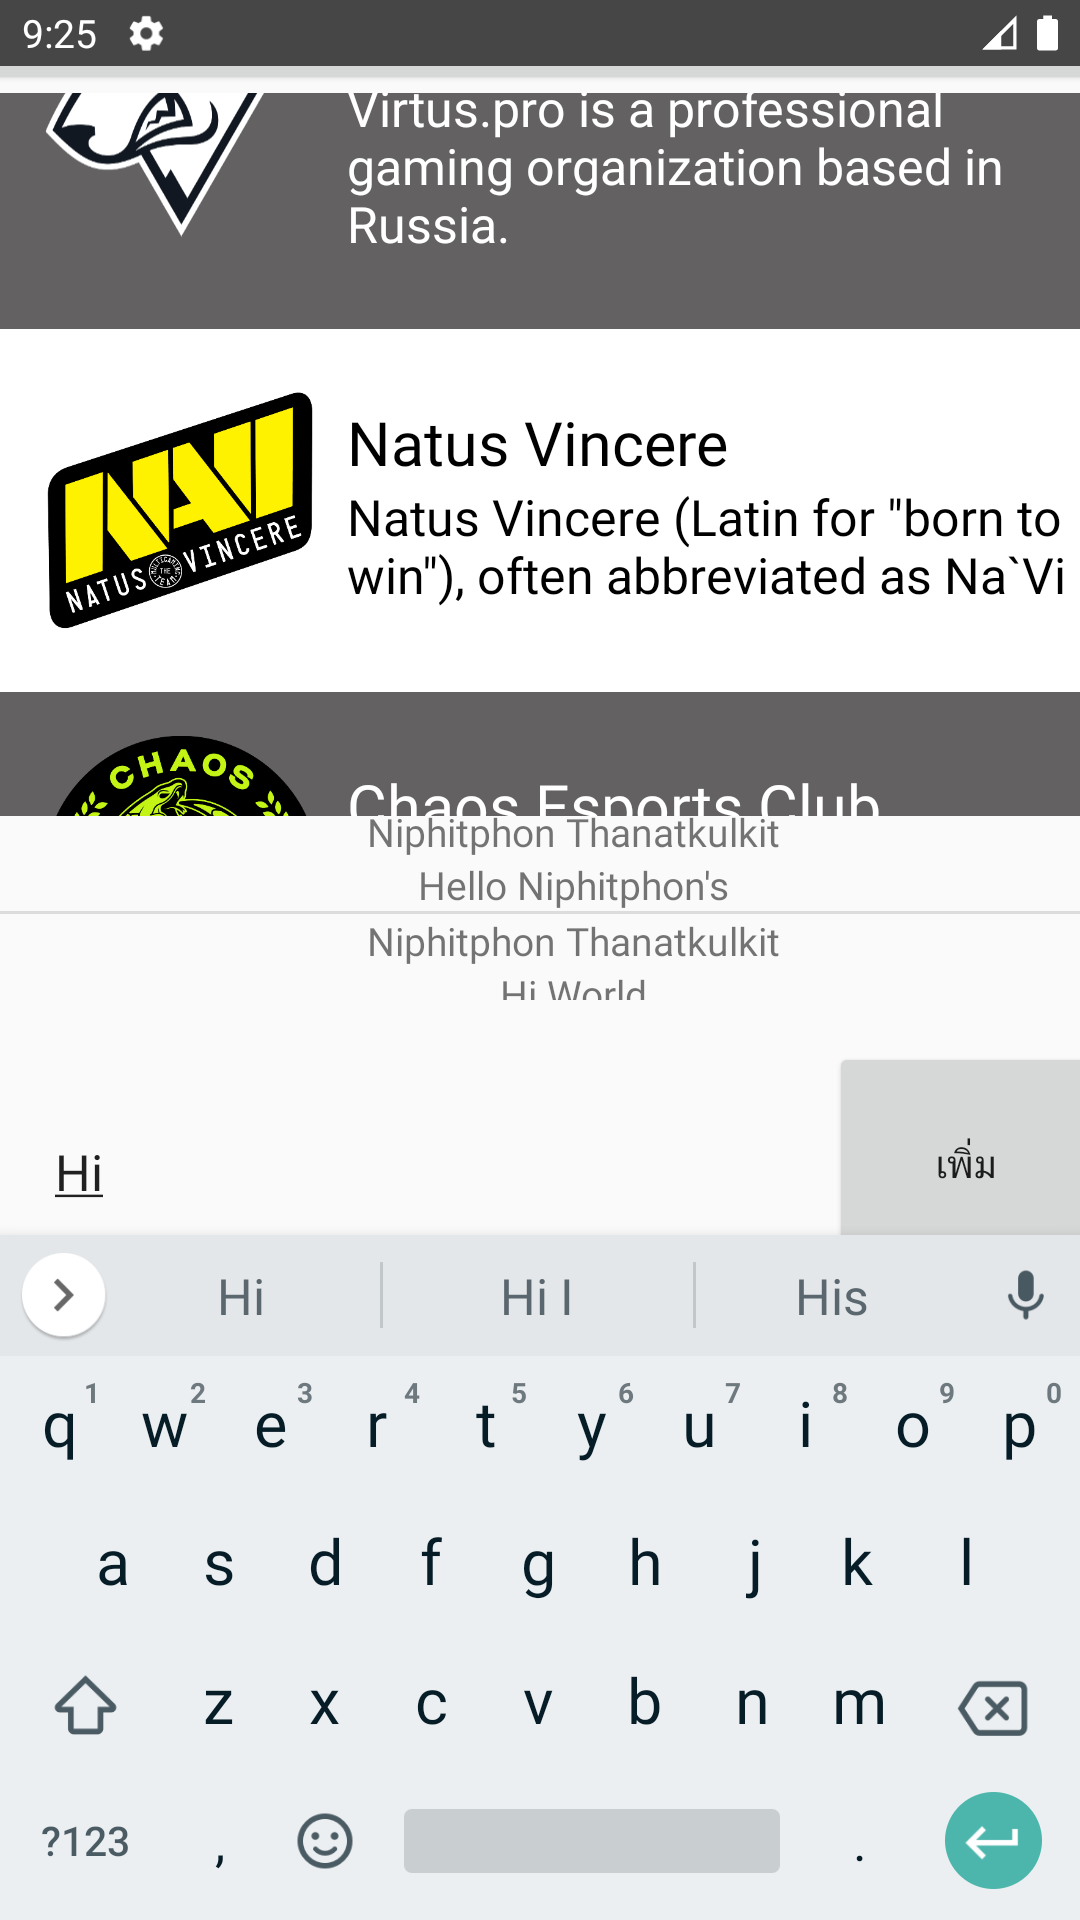 9:25
Virtus.pro is a professional
gaming organization based in
Russia.
NATUS THE VINCERE
Natus Vincere
Natus Vincere (Latin for "born to
win"), often abbreviated as Na`Vi
CHAOS
Chaos Esports Club
Niphitphon Thanatkulkit
Hello Niphitphon's
Niphitphon Thanatkulkit
Hi World
Hi
เพิ่ม
Hi Hi I His
1 2 3 4 5 6 7 8 9 0
q w e r t y u i o p
a s d f g h j k l
z x c v b n m
?123 , .